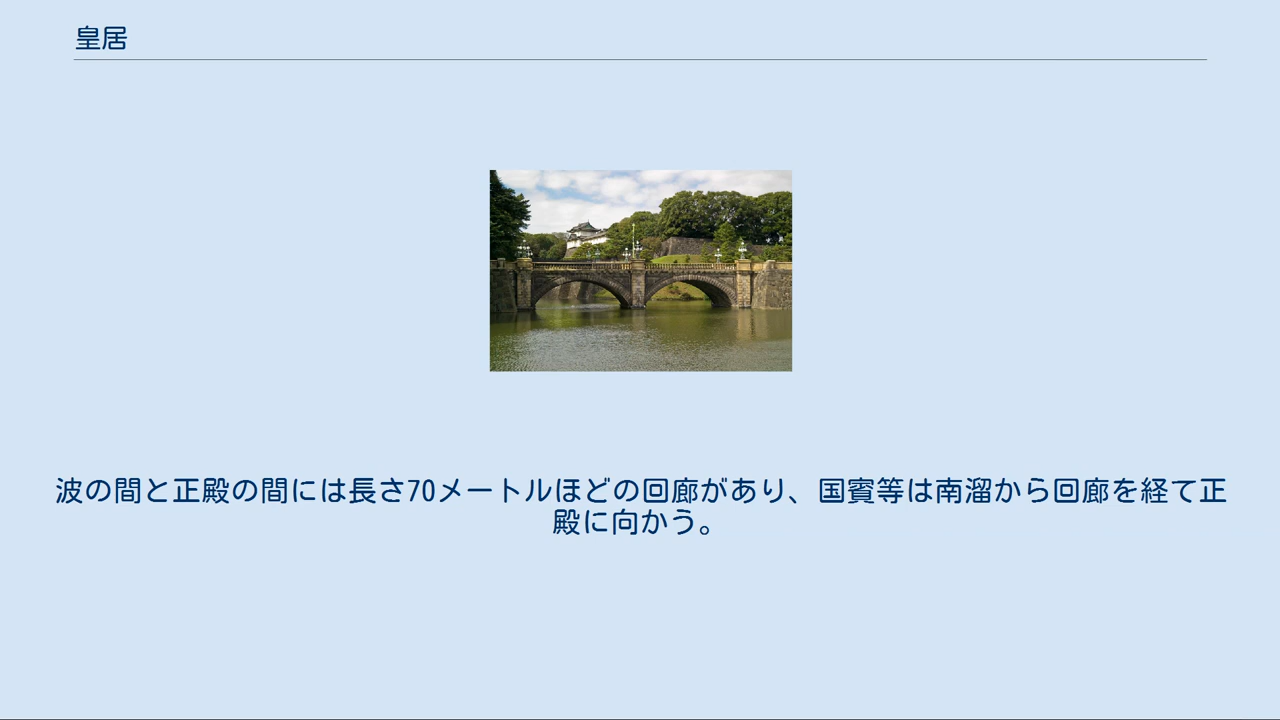 皇居
波の間と正殿の間には長さ70メートルほどの回廊があり、国賓等は南溜から回廊を経て正
殿に向かう。